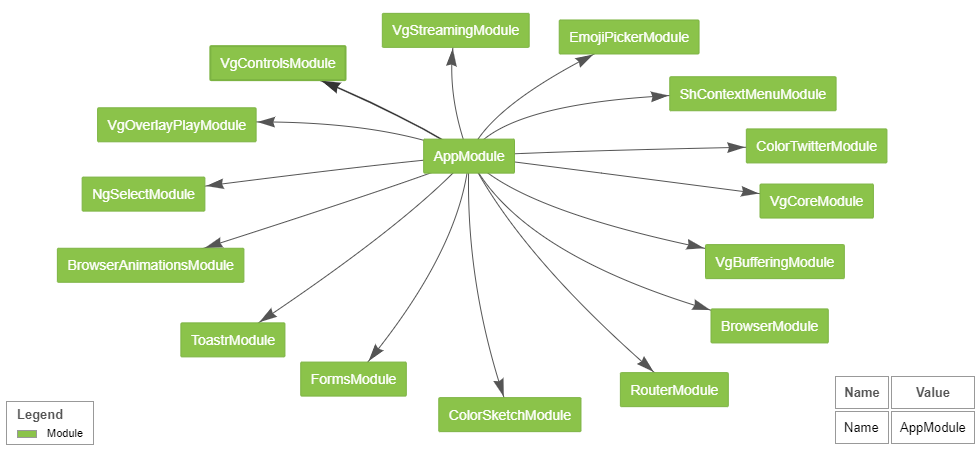 VgStreamingModule
EmojiPickerModule
VgControlsModule
ShContextMenuModule
VgOverlayPlayModule
ColorTwitterModule
AppModule
NgSelectModule
VgCoreModule
BrowserAnimationsModule
VgBufferingModule
BrowserModule
ToastrModule
FormsModule
RouterModule
ColorSketchModule
Legend
Module
Name Value
Name AppModule